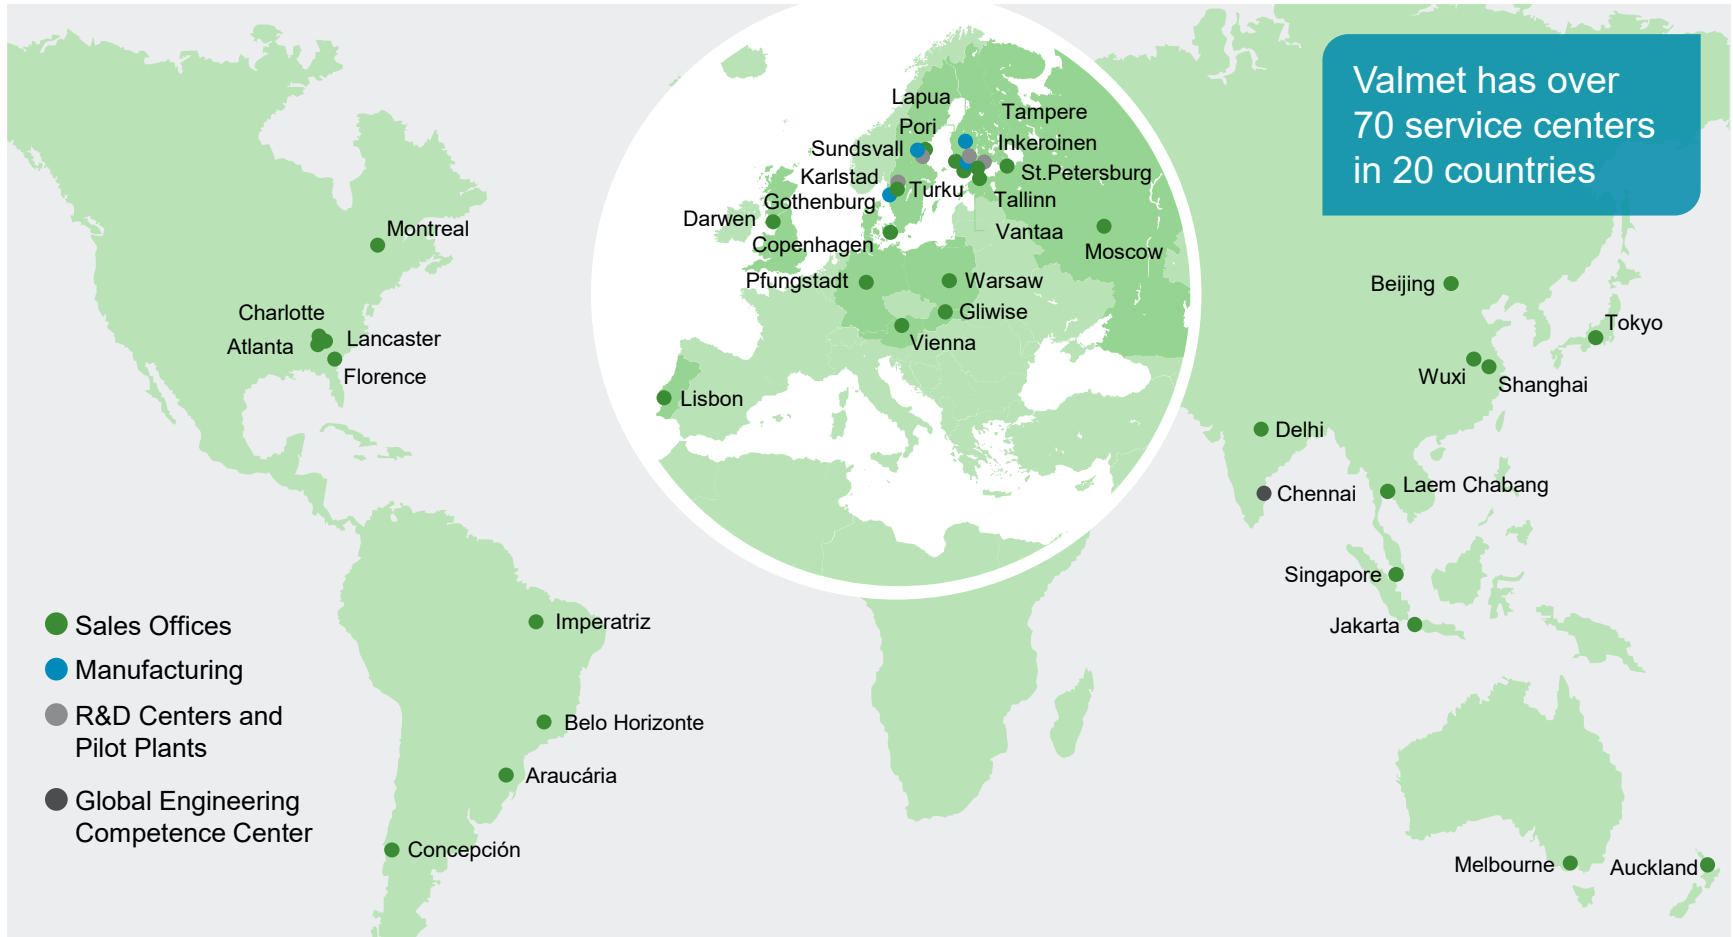 Valmet has over
70 service centers
in 20 countries
Lapua
Tampere
Pori
Inkeroinen
Sundsvall
St.Petersburg
Karlstad
Turku
Gothenburg
Tallinn
Darwen
Vantaa
Copenhagen
Moscow
Pfungstadt
Warsaw
Gliwise
Vienna
Lisbon
Montreal
Charlotte
Lancaster
Atlanta
Florence
Beijing
Tokyo
Wuxi
Shanghai
Delhi
Chennai
Laem Chabang
Singapore
Jakarta
Imperatriz
Belo Horizonte
Araucária
Concepción
Melbourne
Auckland
Sales Offices
Manufacturing
R&D Centers and
Pilot Plants
Global Engineering
Competence Center